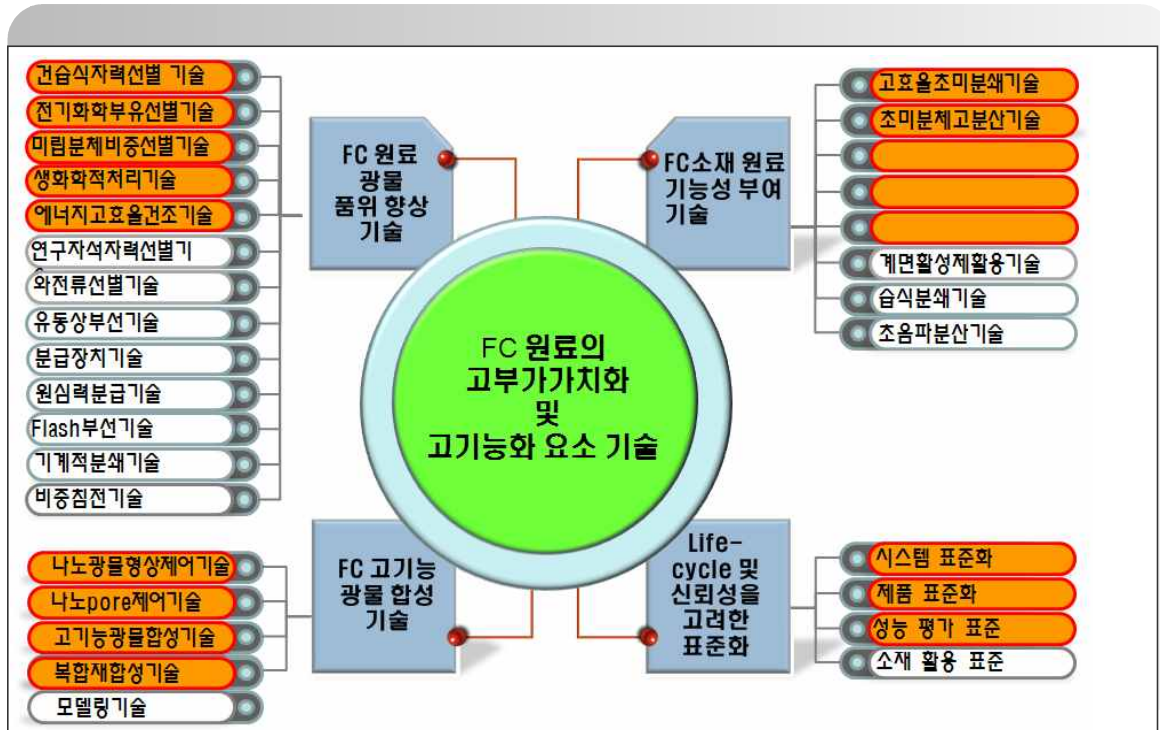 건습식자력선별 기술
전기화학부유선별기술
미립분체비중선별기술
생화학적처리기술
에너지고효율건조기술
연구자석자력선별기
와전류선별기술
유동상부선기술
분급장치기술
원심력분급기술
Flash부선기술
기계적분쇄기술
비중침전기술
FC 원료
광물
품위 향상
기술
FC소재 원료
기능성 부여
기술
고효율초미분쇄기술
초미분체고분산기술
계면활성제활용기술
습식분쇄기술
초음파분산기술
FC 원료의
고부가가치화
및
고기능화 요소 기술
나노광물형상제어기술
나노pore제어기술
고기능광물합성기술
복합재합성기술
모델링기술
FC 고기능
광물 합성
기술
Life-
cycle 및
신뢰성을
고려한
표준화
시스템 표준화
제품 표준화
성능 평가 표준
소재 활용 표준